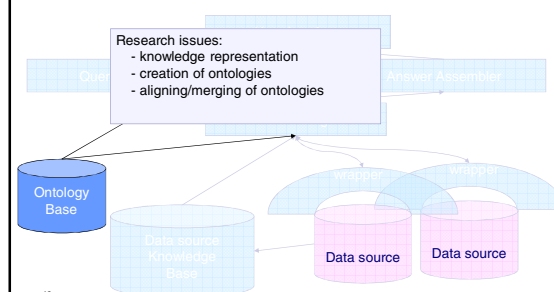 Research issues:
- knowledge representation
- creation of ontologies
- aligning/merging of ontologies
Answer Assembler
wrapper
wrapper
Ontology
Base
Data source
Knowledge
Base
Data source
Data source